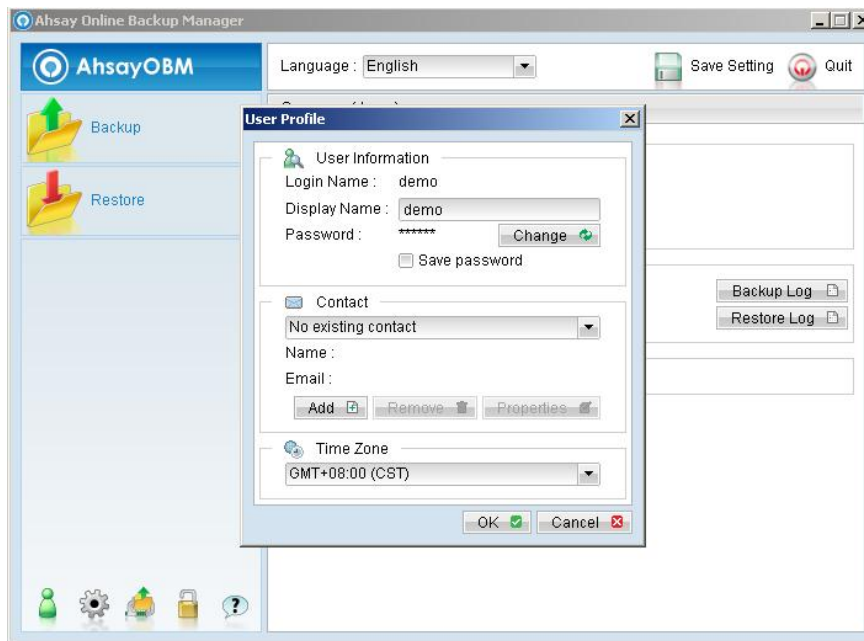 Ahsay Online Backup Manager
AhsayOBM
Language : English
Save Setting
Quit
Backup
Restore
User Profile
User Information
Login Name : demo
Display Name : demo
Password : ****** Change
Save password
Contact
No existing contact
Name :
Email :
Add Remove Properties
Time Zone
GMT+08:00 (CST)
OK Cancel
Backup Log
Restore Log